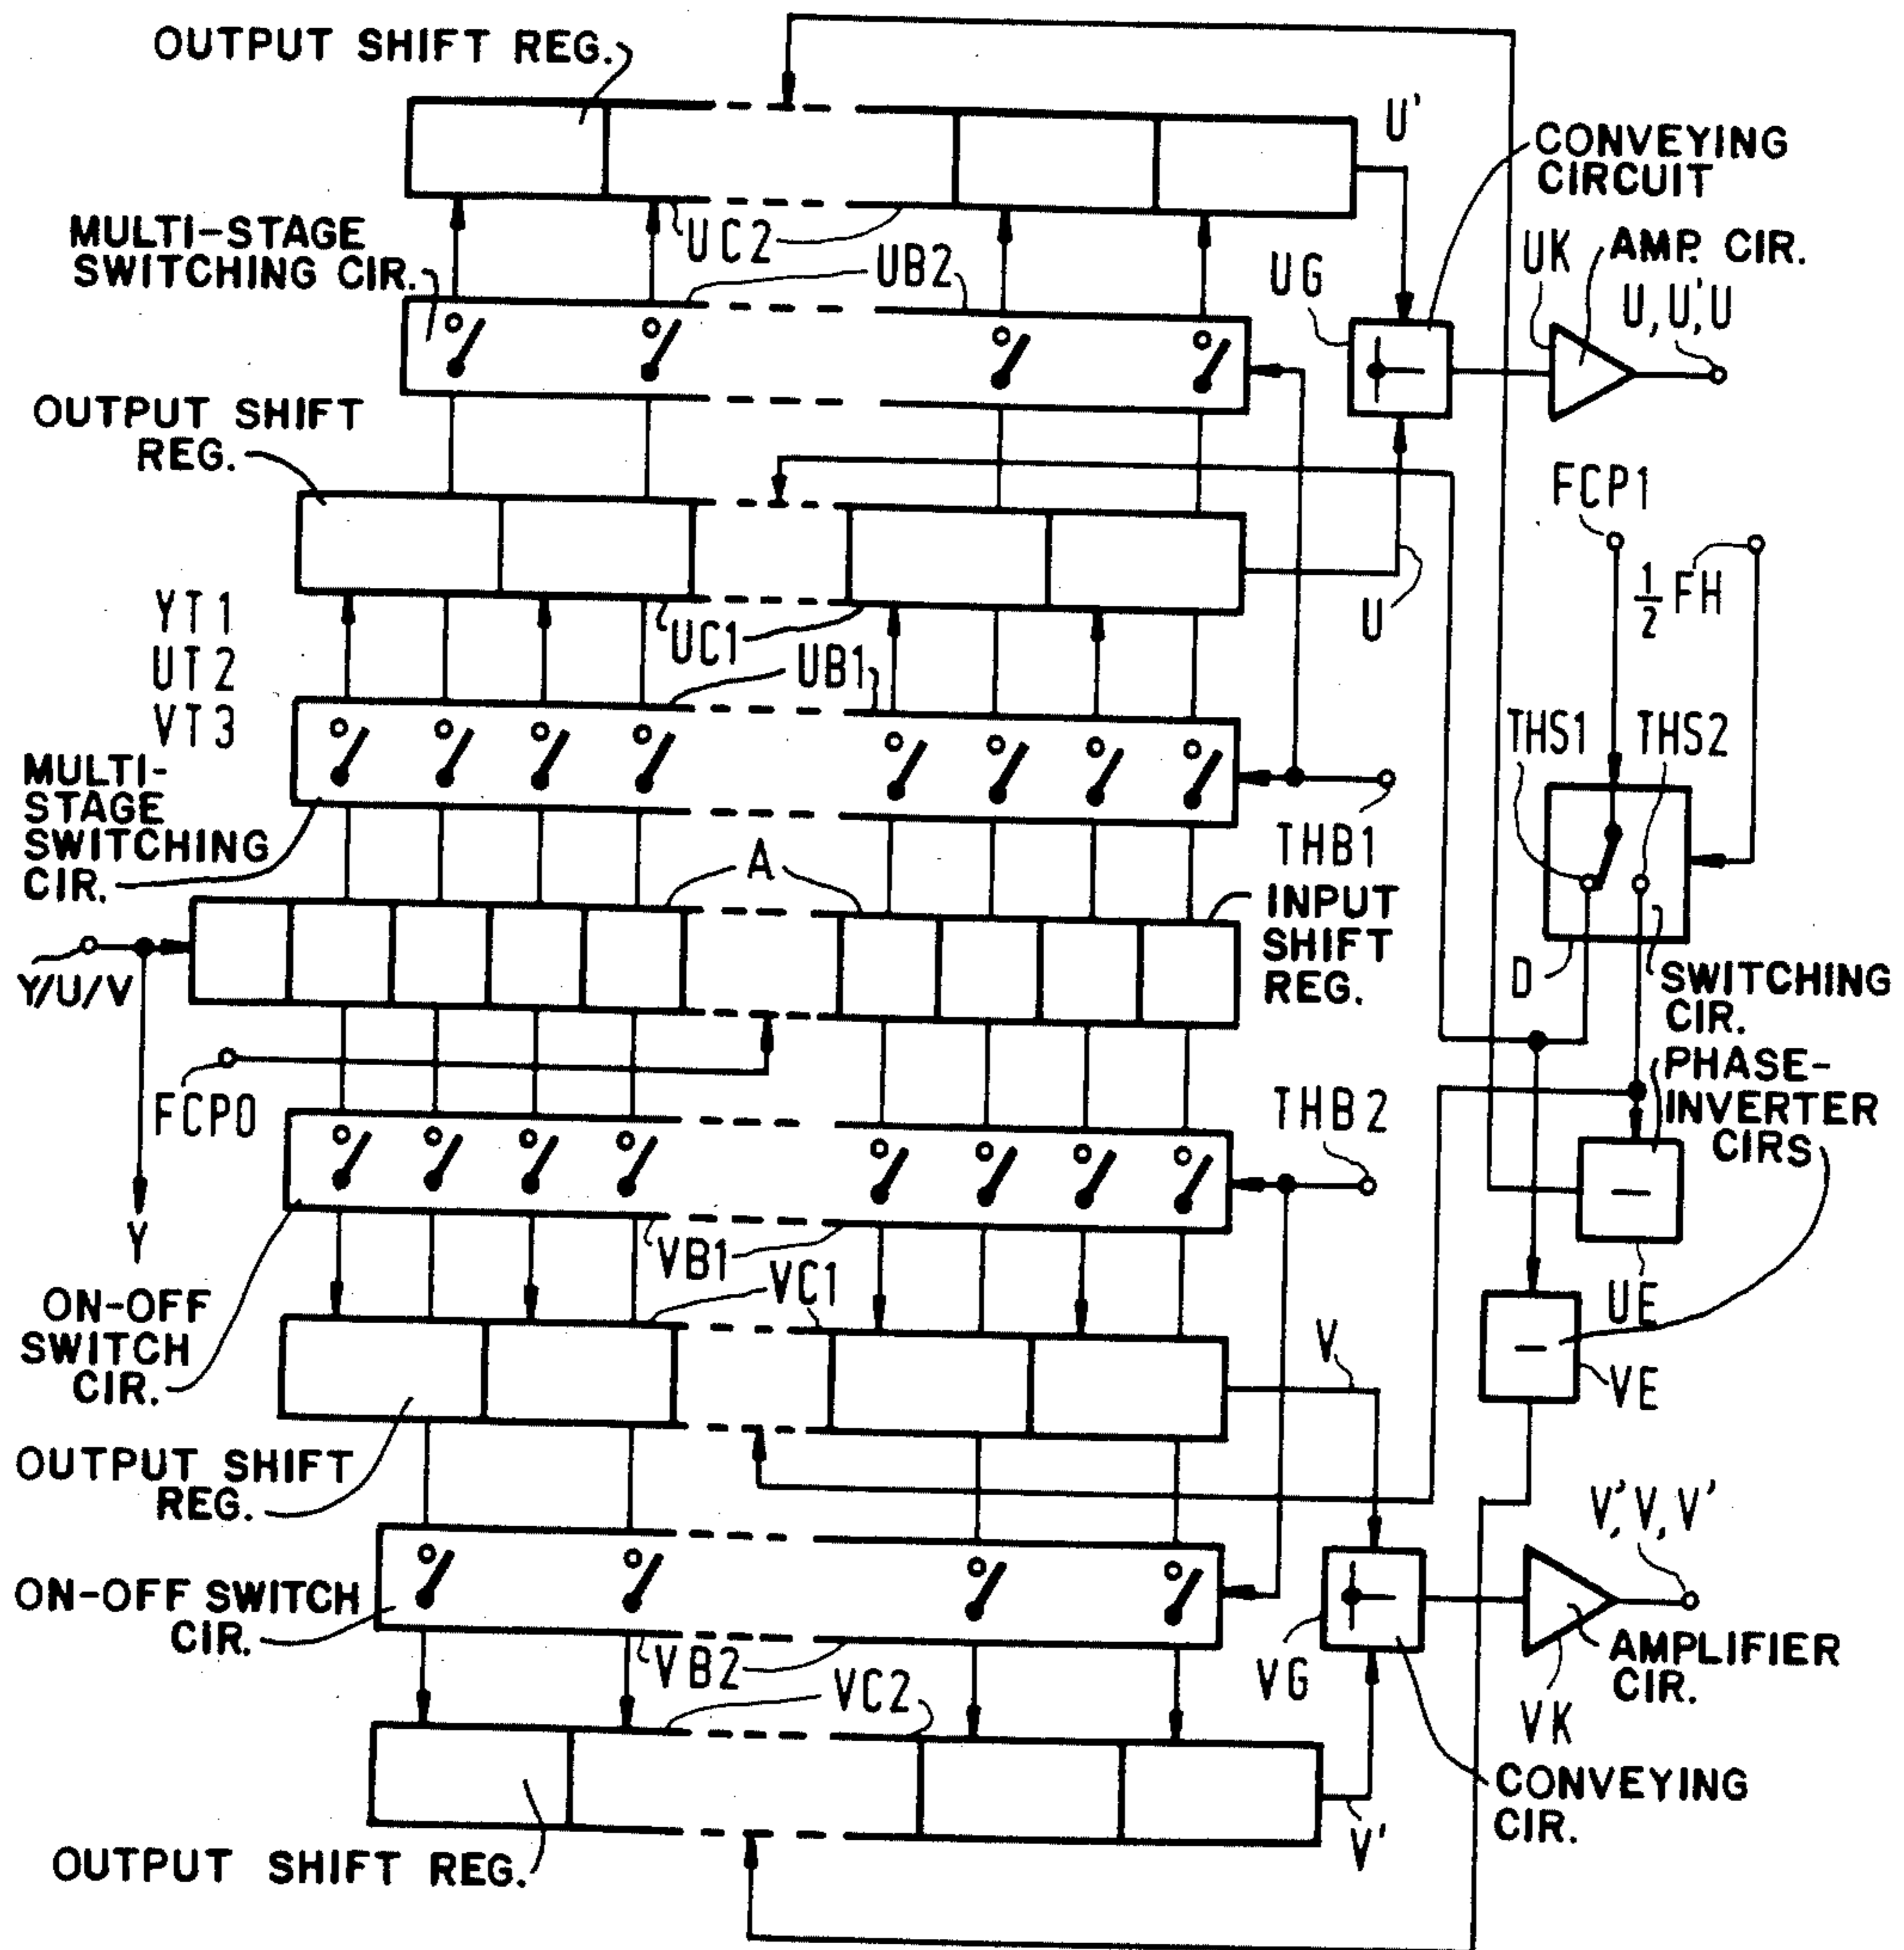 OUTPUT SHIFT REG.
U'
CONVEYING
CIRCUIT
MULTI-STAGE
SWITCHING CIR.
UC2
UB2
UG
UK
AMP. CIR.
U, U', U
OUTPUT SHIFT
REG.
FCP1
1/2 FH
YT1
UT2
VT3
UC1
UB1
U
THS1
THS2
MULTI-
STAGE
SWITCHING
CIR.
A
THB1
INPUT
SHIFT
REG.
Y/U/V
D
SWITCHING
CIR.
FCP0
THB2
PHASE-
INVERTER
CIRS
Y
VB1
VC1
UE
ON-OFF
SWITCH
CIR.
V
VE
OUTPUT SHIFT
REG.
V', V, V'
ON-OFF SWITCH
CIR.
VB2
VC2
VG
AMPLIFIER
CIR.
VK
CONVEYING
CIR.
V'
OUTPUT SHIFT REG.